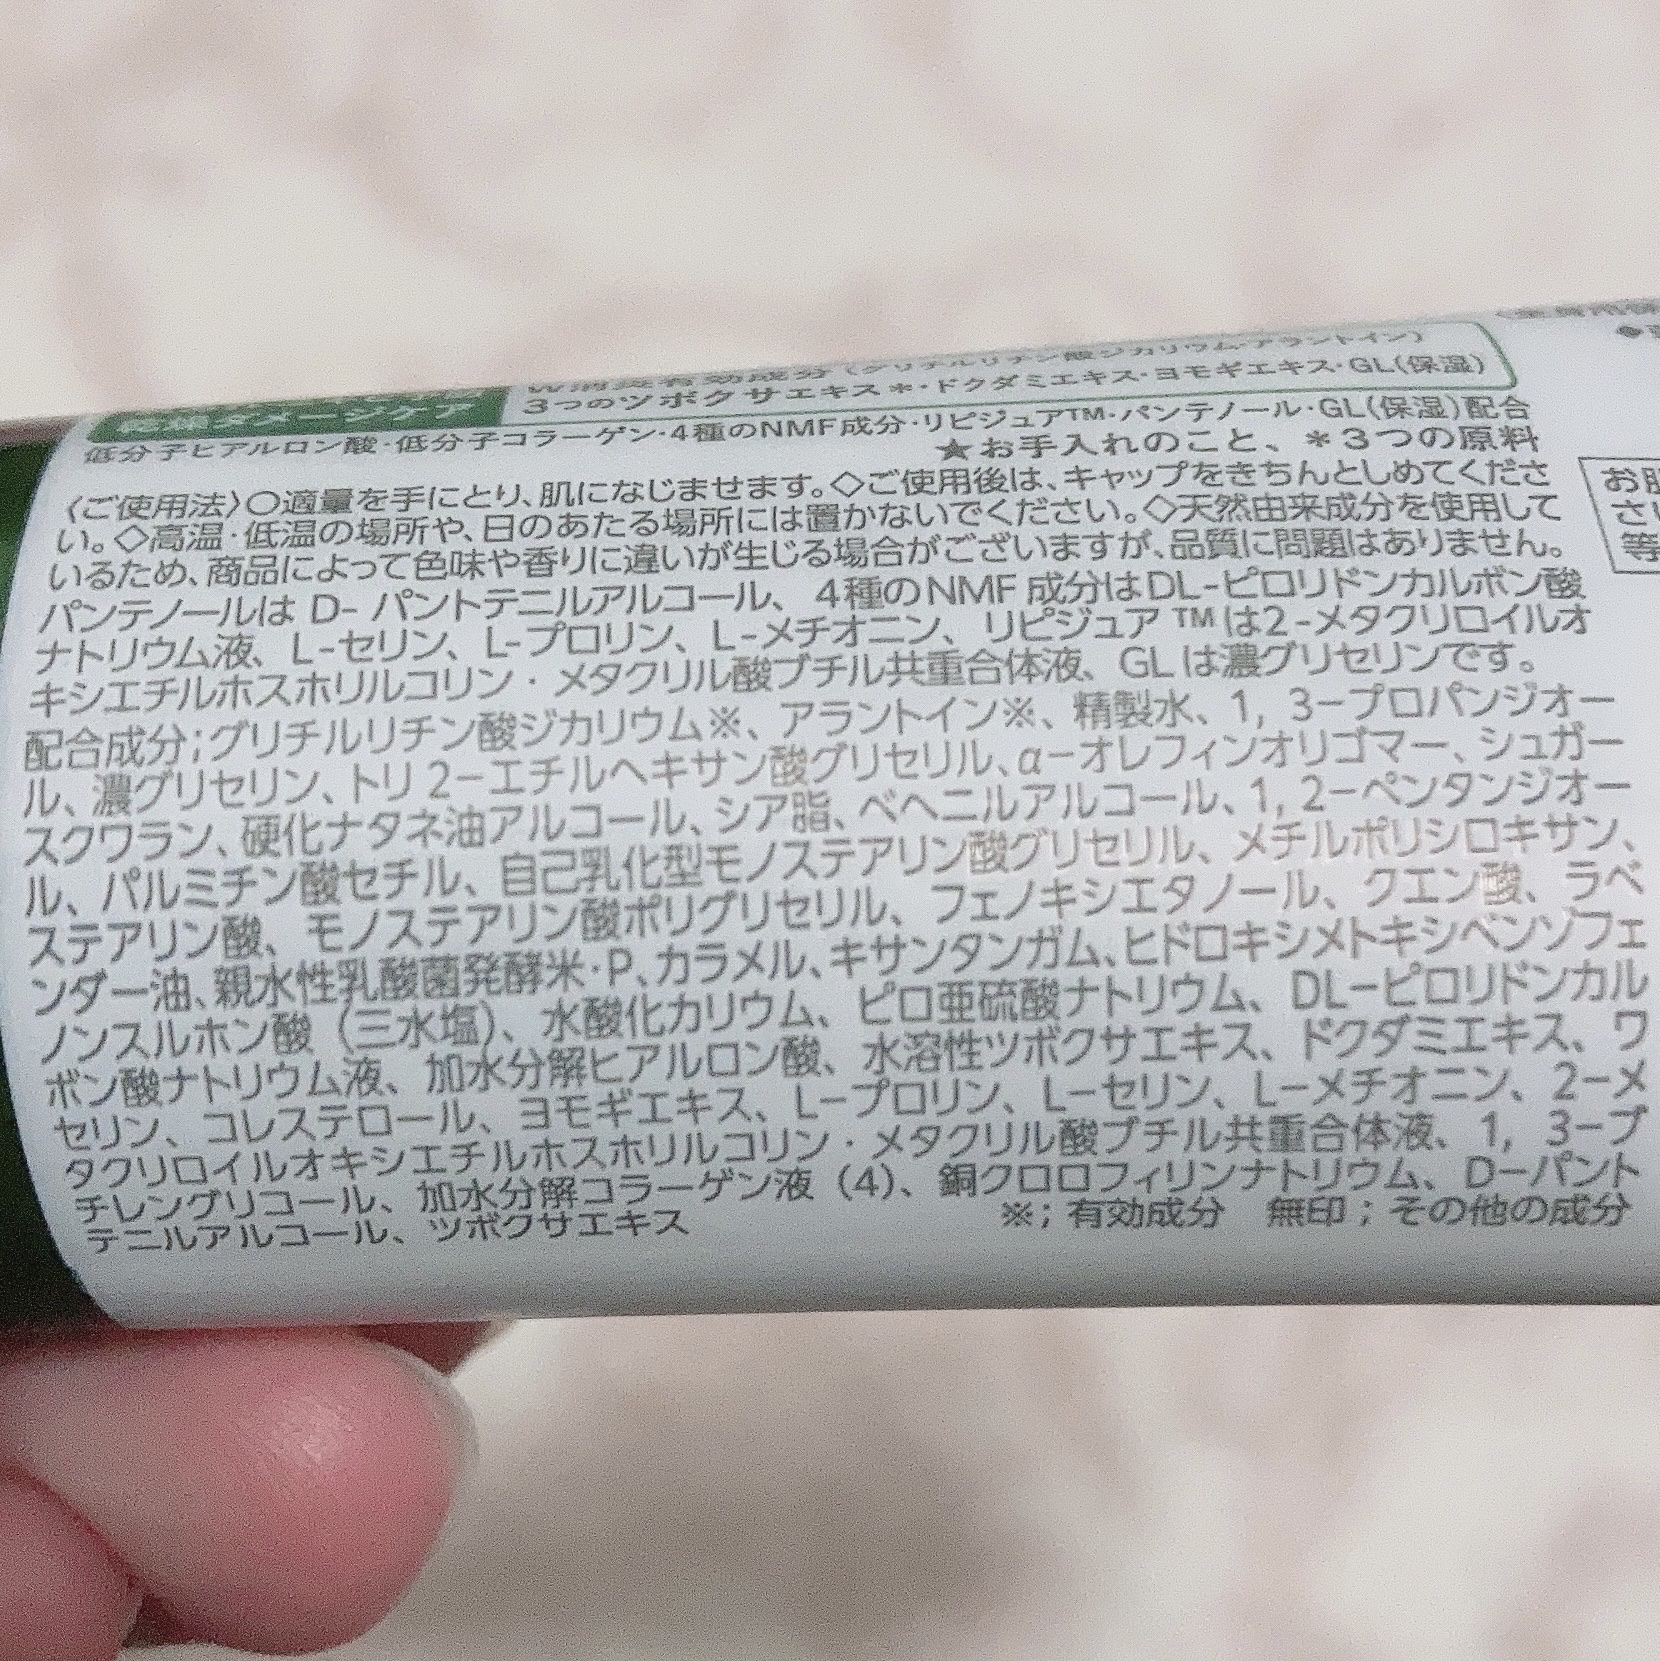 乾燥ダメージケア
W消炎有効成分(グリチルリチン酸ジカリウム・アラントイン)
3つのツボクサエキス*・ドクダミエキス・ヨモギエキス・GL(保湿)
低分子ヒアルロン酸・低分子コラーゲン・4種のNMF成分・リピジュア™・パンテノール・GL(保湿)配合
★お手入れのこと、*3つの原料
〈ご使用法〉○適量を手にとり、肌になじませます。◇ご使用後は、キャップをきちんとしめてくださ
い。◇高温・低温の場所や、日のあたる場所には置かないでください。◇天然由来成分を使用して
いるため、商品によって色味や香りに違いが生じる場合がございますが、品質に問題はありません。
パンテノールは D- パントテニルアルコール、4種のNMF 成分はDL-ピロリドンカルボン酸
ナトリウム液、L-セリン、L-プロリン、L-メチオニン、リピジュア ™は2-メタクリロイルオ
キシエチルホスホリルコリン・メタクリル酸ブチル共重合体液、GL は濃グリセリンです。
配合成分;グリチルリチン酸ジカリウム※、アラントイン※、精製水、1, 3-プロパンジオー
ル、濃グリセリン、トリ 2-エチルヘキサン酸グリセリル、α-オレフィンオリゴマー、シュガー
スクワラン、硬化ナタネ油アルコール、シア脂、ベヘニルアルコール、1, 2-ペンタンジオー
ル、パルミチン酸セチル、自己乳化型モノステアリン酸グリセリル、メチルポリシロキサン、
ステアリン酸、モノステアリン酸ポリグリセリル、フェノキシエタノール、クエン酸、ラベ
ンダー油、親水性乳酸菌発酵米・P、カラメル、キサンタンガム、ヒドロキシメトキシベンゾフェ
ノンスルホン酸（三水塩）、水酸化カリウム、ピロ亜硫酸ナトリウム、DL-ピロリドンカル
ボン酸ナトリウム液、加水分解ヒアルロン酸、水溶性ツボクサエキス、ドクダミエキス、ワ
セリン、コレステロール、ヨモギエキス、L-プロリン、L-セリン、L-メチオニン、2-メ
タクリロイルオキシエチルホスホリルコリン・メタクリル酸ブチル共重合体液、1, 3-ブ
チレングリコール、加水分解コラーゲン液（4）、銅クロロフィリンナトリウム、D-パント
テニルアルコール、ツボクサエキス
※；有効成分　無印；その他の成分
お肌
さい
等